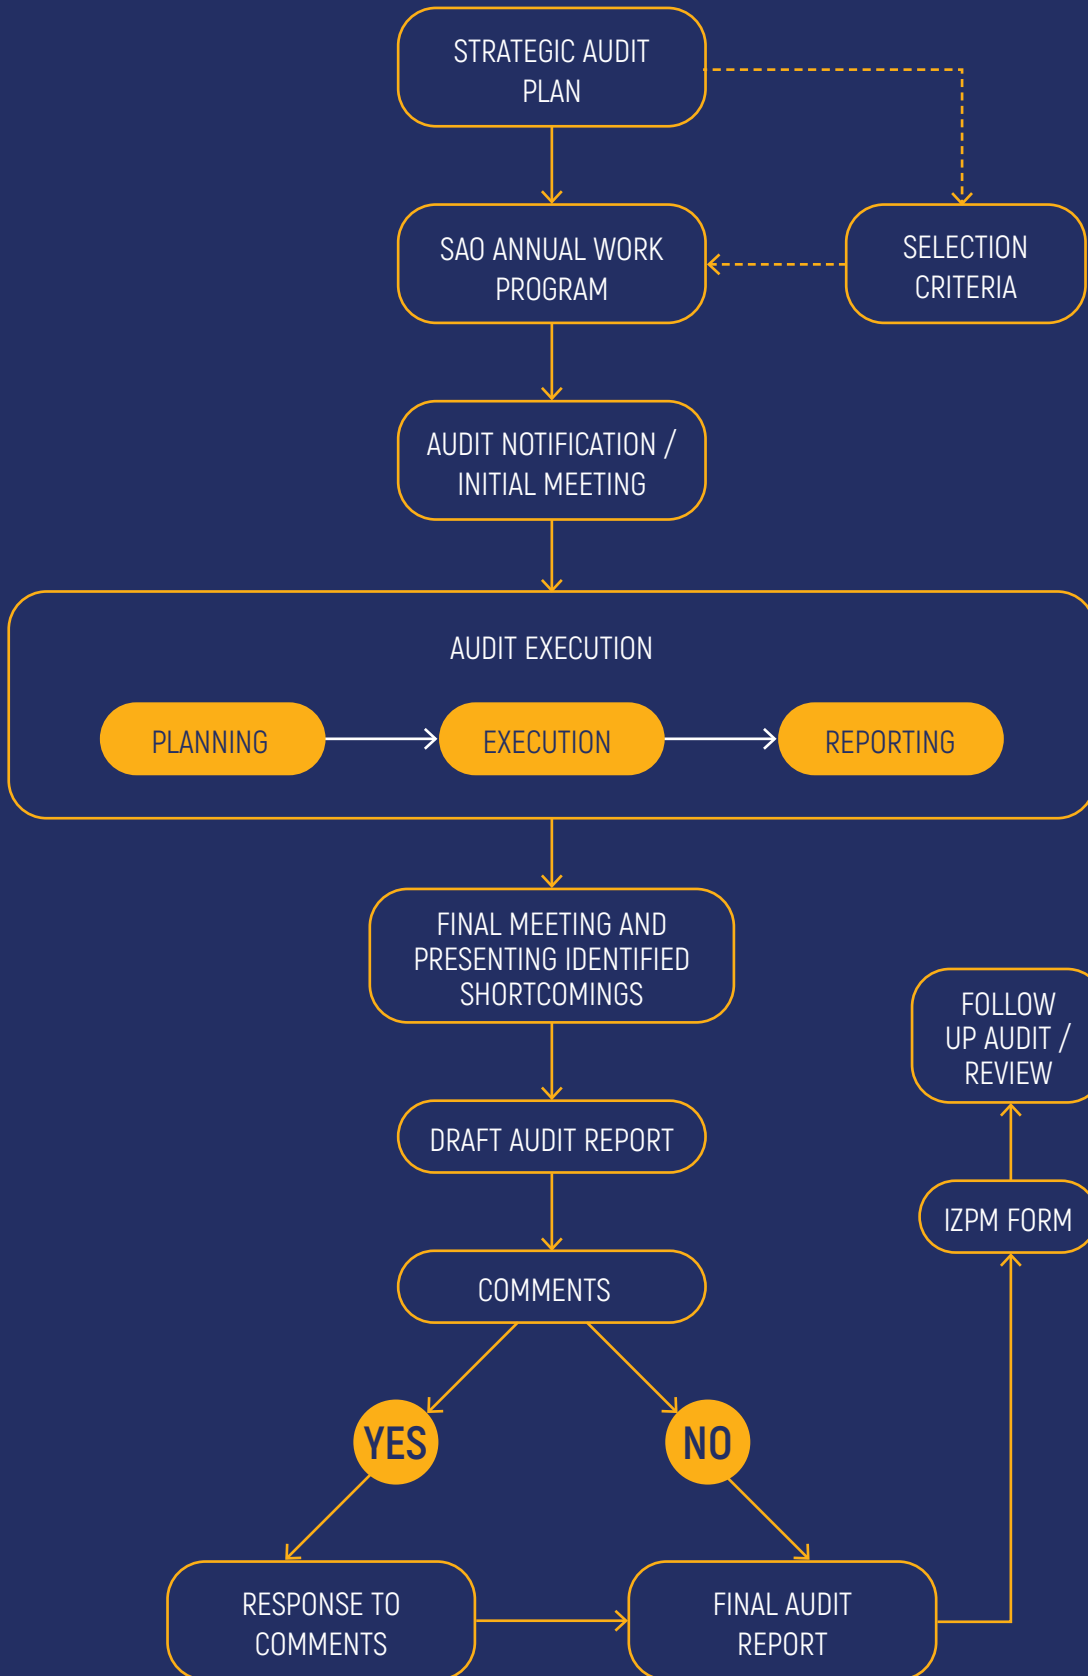 STRATEGIC AUDIT
PLAN
SAO ANNUAL WORK
PROGRAM
SELECTION
CRITERIA
AUDIT NOTIFICATION /
INITIAL MEETING
AUDIT EXECUTION
PLANNING
EXECUTION
REPORTING
FINAL MEETING AND
PRESENTING IDENTIFIED
SHORTCOMINGS
FOLLOW
UP AUDIT /
REVIEW
DRAFT AUDIT REPORT
IZPM FORM
COMMENTS
YES
NO
RESPONSE TO
COMMENTS
FINAL AUDIT
REPORT